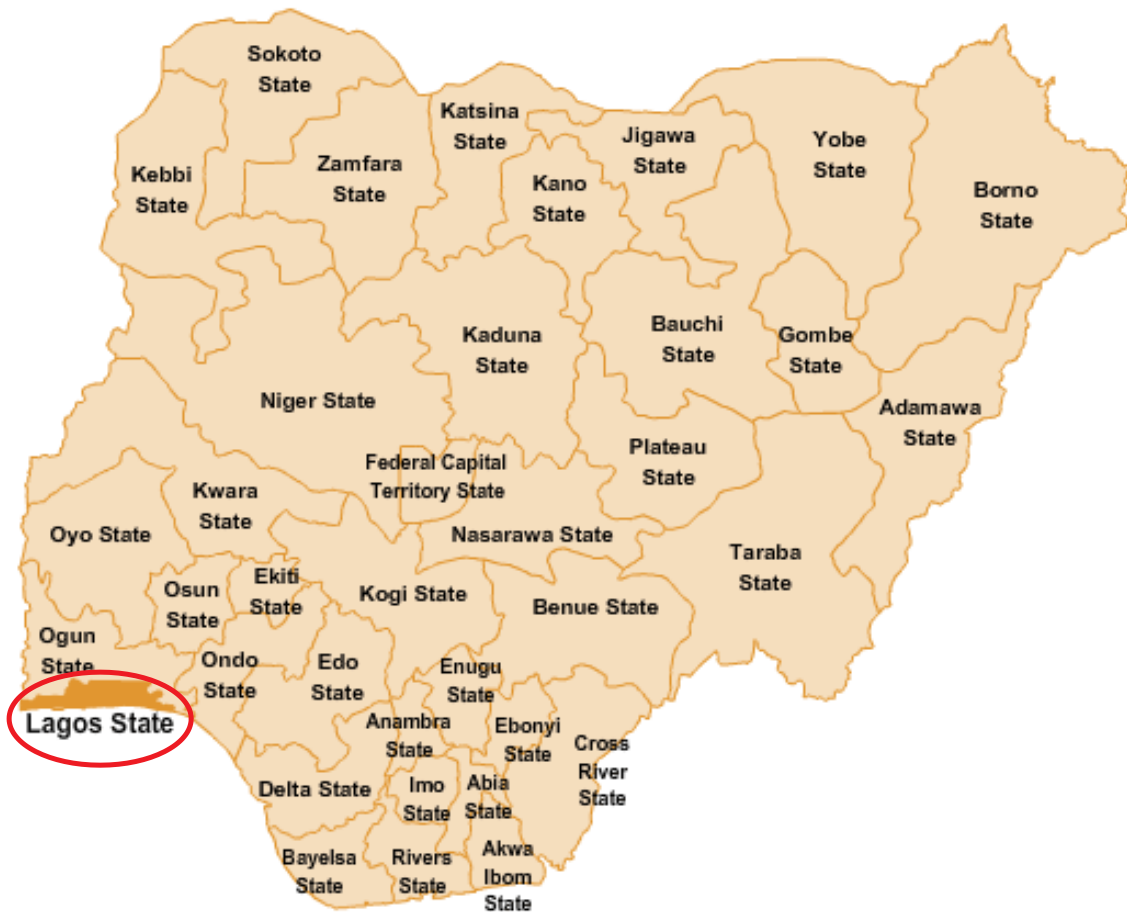 Sokoto
State
Katsina
State
Jigawa
State
Yobe
State
Kebbi
State
Zamfara
State
Kano
State
Borno
State
Kaduna
State
Bauchi
State
Gombe
State
Niger State
Adamawa
State
Plateau
State
Federal Capital
Territory State
Kwara
State
Oyo State
Nasarawa State
Taraba
State
Osun
State
Ekiti
State
Kogi State
Benue State
Ogun
State
Ondo
State
Edo
State
Enugu
State
Lagos State
Anambra
State
Ebonyi
State
Cross
River
State
Delta State
Imo
State
Abia
State
Bayelsa
State
Rivers
State
Akwa
Ibom
State